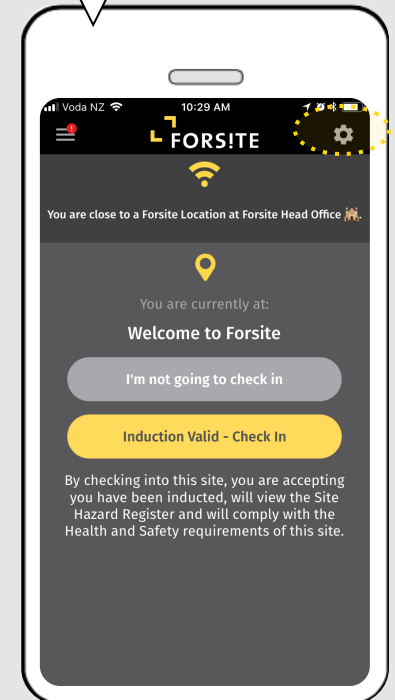 Voda NZ 10:29 AM
FORS!TE
You are close to a Forsite Location at Forsite Head Office 🏰.
You are currently at:
Welcome to Forsite
I'm not going to check in
Induction Valid - Check In
By checking into this site, you are accepting
you have been inducted, will view the Site
Hazard Register and will comply with the
Health and Safety requirements of this site.